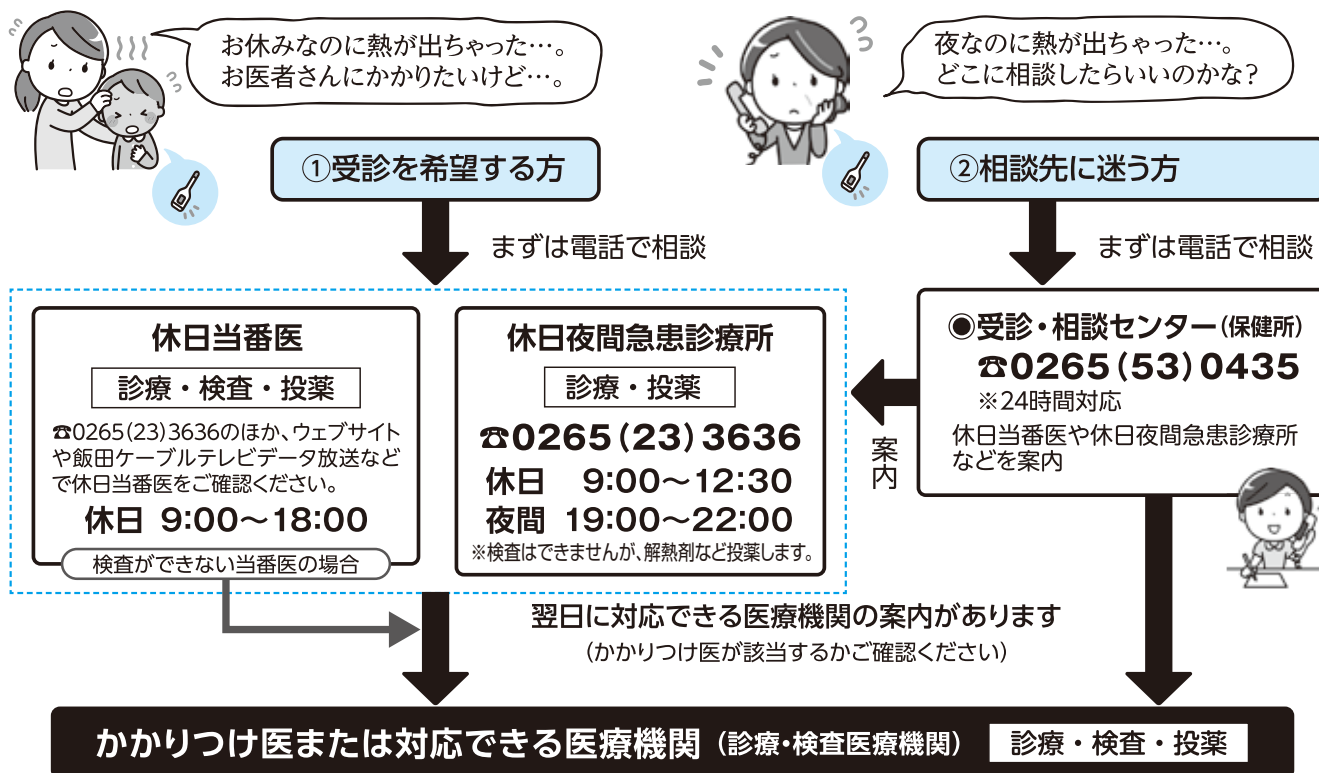 お休みなのに熱が出ちゃった…。
お医者さんにかかりたいけど…。
夜なのに熱が出ちゃった…。
どこに相談したらいいのかな？
①受診を希望する方
②相談先に迷う方
まずは電話で相談
まずは電話で相談
休日当番医
診療・検査・投薬
☎0265(23)3636のほか、ウェブサイト
や飯田ケーブルテレビデータ放送など
で休日当番医をご確認ください。
休日 9:00～18:00
検査ができない当番医の場合
休日夜間急患診療所
診療・投薬
☎0265(23)3636
休日 9:00～12:30
夜間 19:00～22:00
※検査はできませんが、解熱剤など投薬します。
◉受診・相談センター（保健所）
☎0265(53)0435
※24時間対応
休日当番医や休日夜間急患診療所
などを案内
案内
翌日に対応できる医療機関の案内があります
（かかりつけ医が該当するかご確認ください）
かかりつけ医または対応できる医療機関（診療・検査医療機関） 診療・検査・投薬